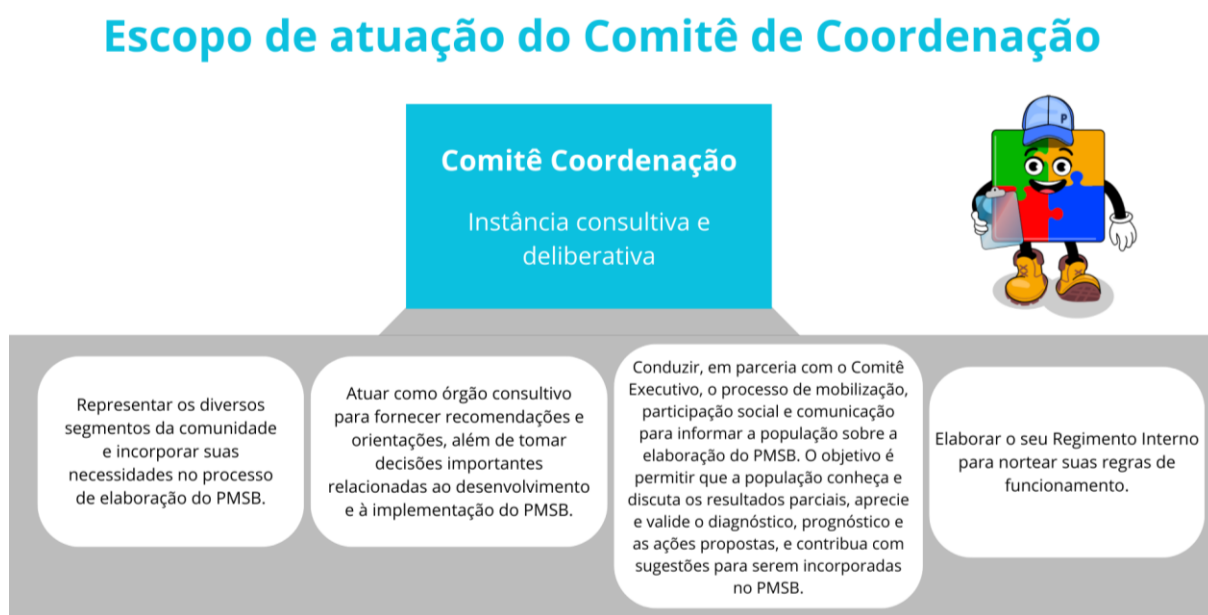 Escopo de atuação do Comitê de Coordenação
Comitê Coordenação
Instância consultiva e
deliberativa
P
Representar os diversos
segmentos da comunidade
e incorporar suas
necessidades no processo
de elaboração do PMSB.
Atuar como órgão consultivo
para fornecer recomendações e
orientações, além de tomar
decisões importantes
relacionadas ao desenvolvimento
e à implementação do PMSB.
Conduzir, em parceria com o Comitê
Executivo, o processo de mobilização,
participação social e comunicação
para informar a população sobre a
elaboração do PMSB. O objetivo é
permitir que a população conheça e
discuta os resultados parciais, aprecie
e valide o diagnóstico, prognóstico e
as ações propostas, e contribua com
sugestões para serem incorporadas
no PMSB.
Elaborar o seu Regimento Interno
para nortear suas regras de
funcionamento.